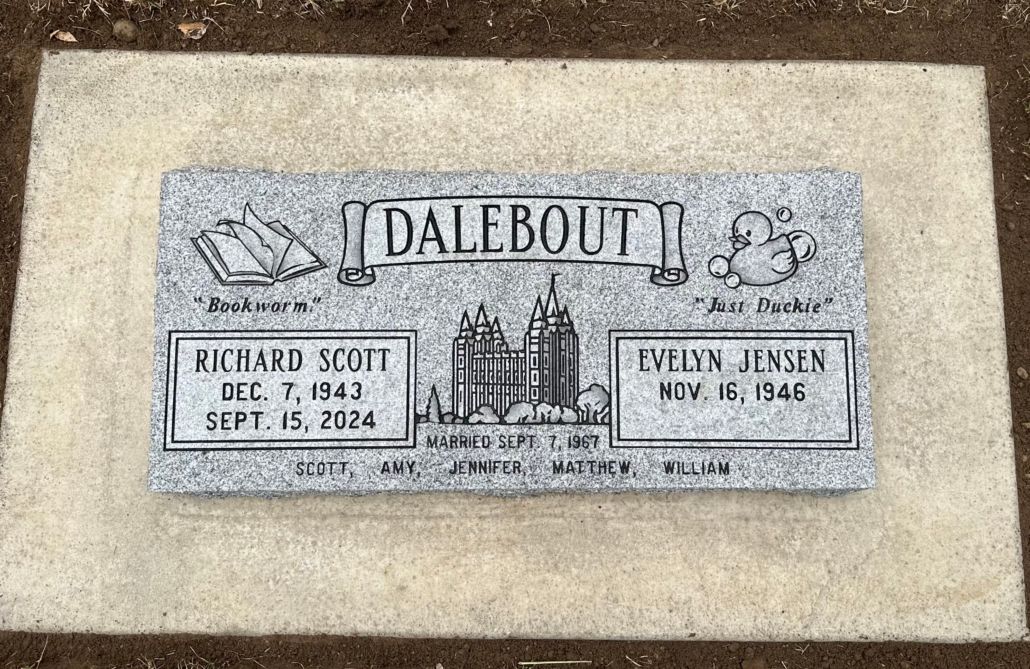 DALEBOUT
"Bookworm"
"Just Duckie"
RICHARD SCOTT
DEC. 7, 1943
SEPT. 15, 2024
EVELYN JENSEN
NOV. 16, 1946
MARRIED SEPT. 7, 1967
SCOTT, AMY, JENNIFER, MATTHEW, WILLIAM